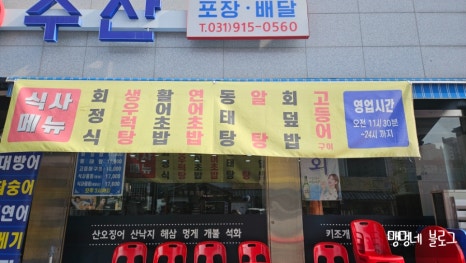 수산
포장·배달
T.031)915-0560
식사
메뉴
회정식
생우럭탕
활어초밥
연어초밥
동태탕
알탕
회덮밥
고등어구이
영업시간
오전 11시30분
~24시 까지
대방어
연어
회
산오징어 산낙지 해삼 멍게 개불 석화
키조개
맹맹네 블로그